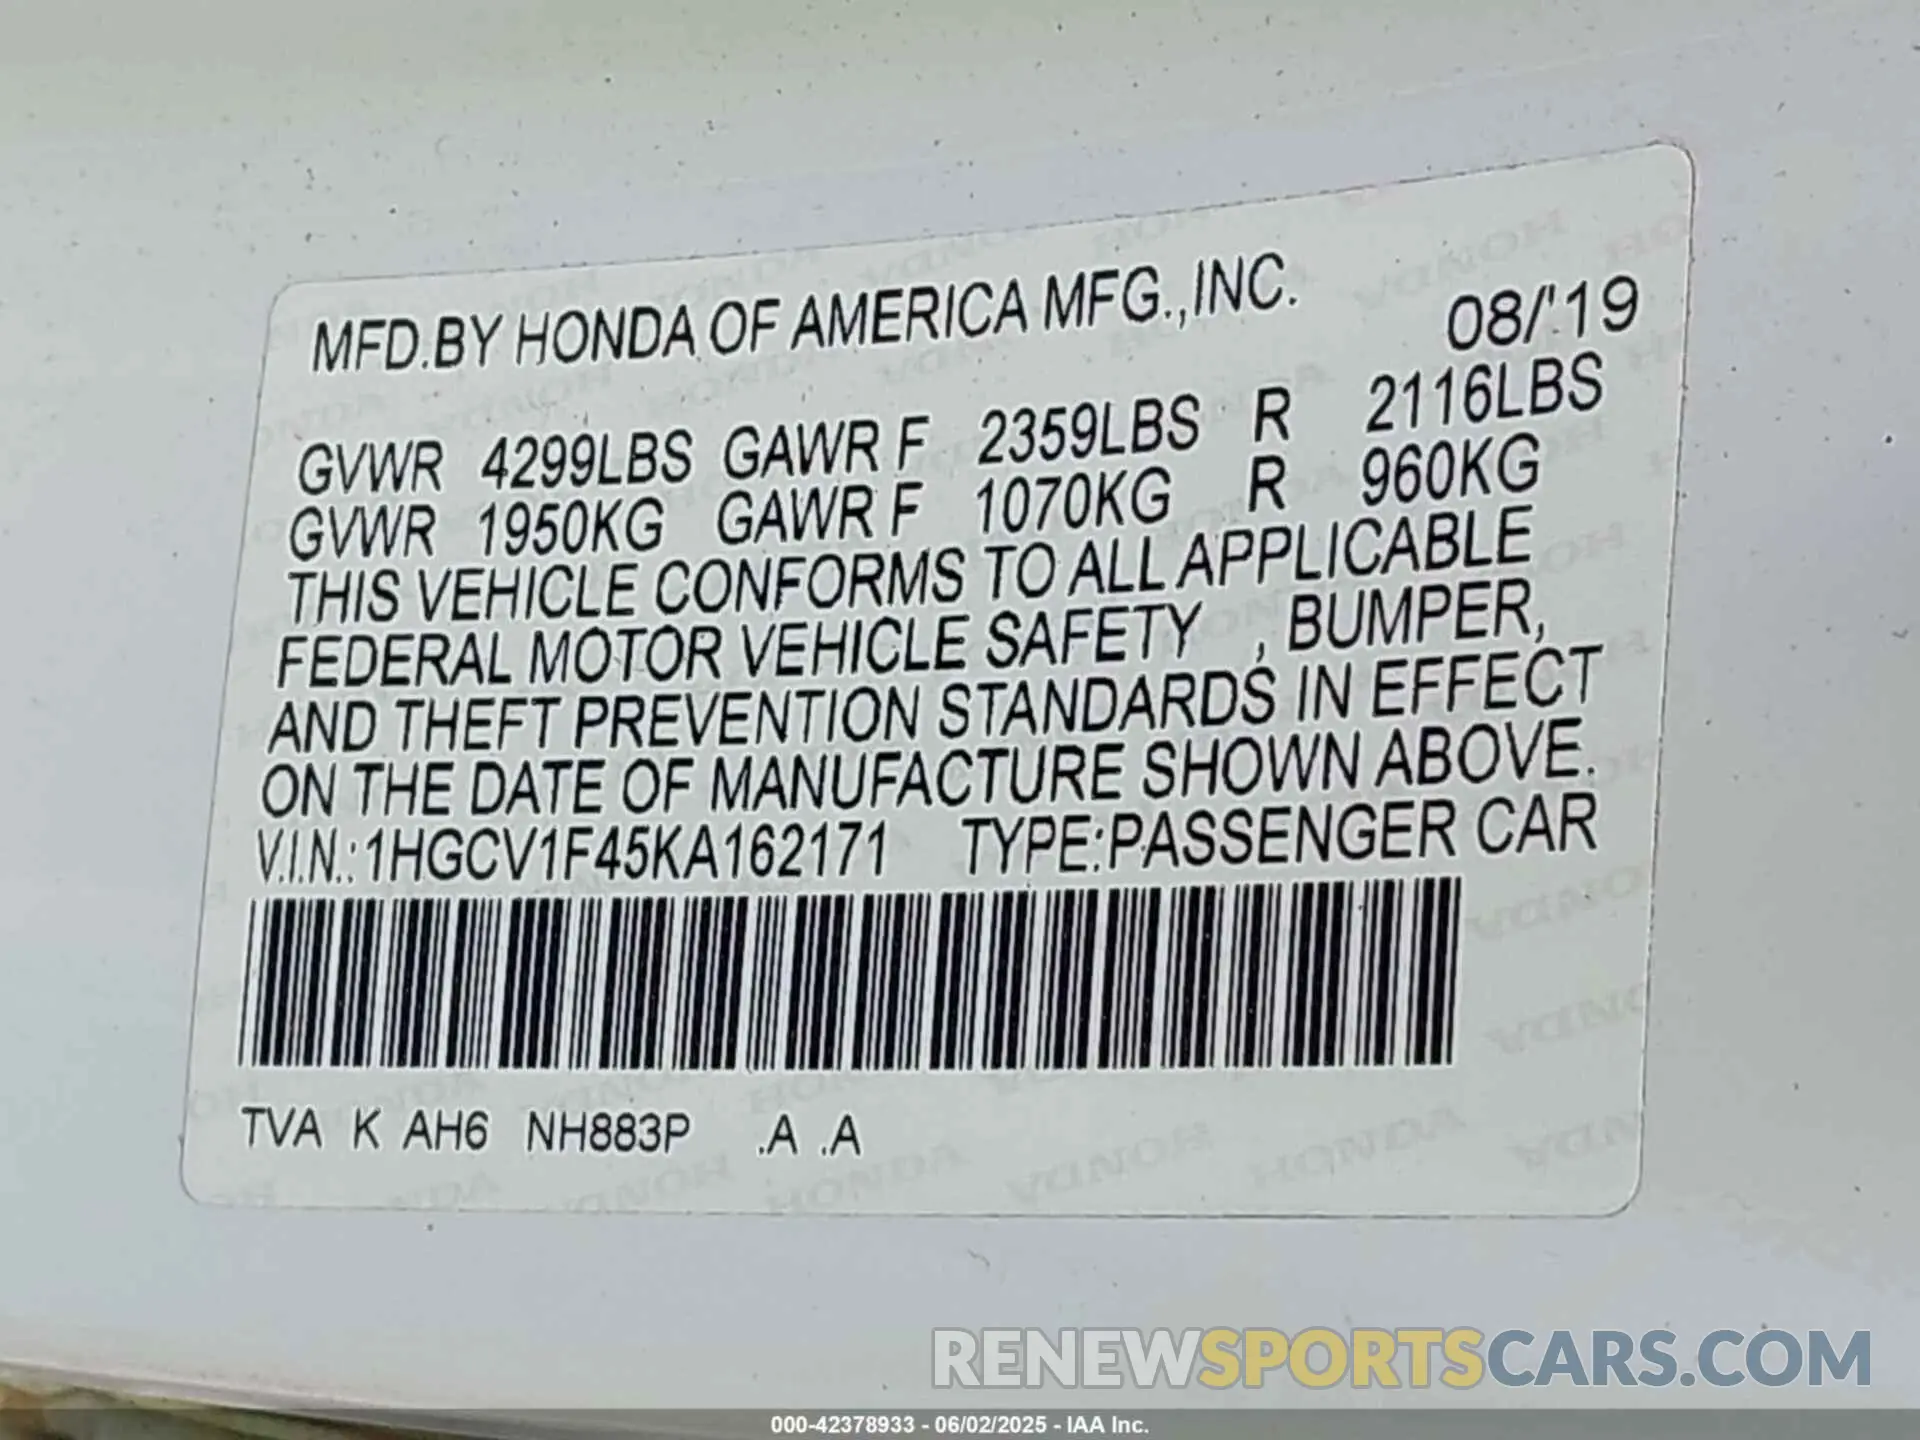 MFD.BY HONDA OF AMERICA MFG.,INC. 08/'19
GVWR 4299LBS GAWR F 2359LBS R 2116LBS
GVWR 1950KG GAWR F 1070KG R 960KG
THIS VEHICLE CONFORMS TO ALL APPLICABLE
FEDERAL MOTOR VEHICLE SAFETY , BUMPER,
AND THEFT PREVENTION STANDARDS IN EFFECT
ON THE DATE OF MANUFACTURE SHOWN ABOVE.
V.I.N.:1HGCV1F45KA162171 TYPE:PASSENGER CAR
TVA K AH6 NH883P .A .A
RENEWSPORTSCARS.COM
000-42378933 - 06/02/2025 - IAA Inc.